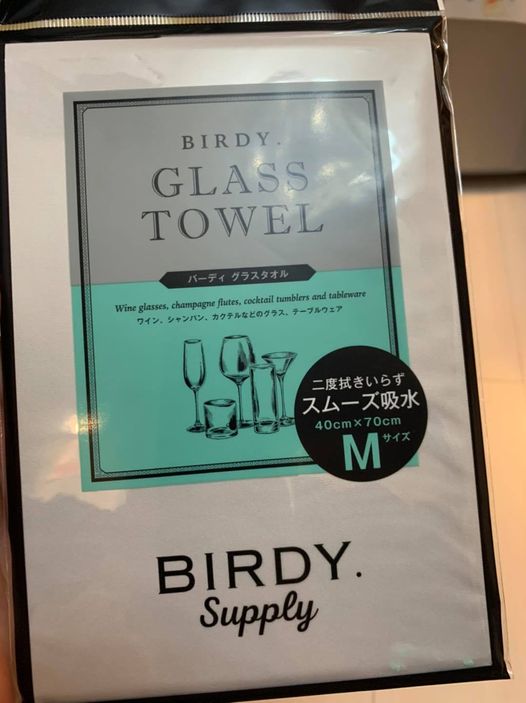 BIRDY.
GLASS
TOWEL
バーディ グラスタオル
Wine glasses, champagne flutes, cocktail tumblers and tableware
ワイン、シャンパン、カクテルなどのグラス、テーブルウェア
二度拭きいらず
スムーズ吸水
40cm×70cm
Mサイズ
BIRDY.
Supply